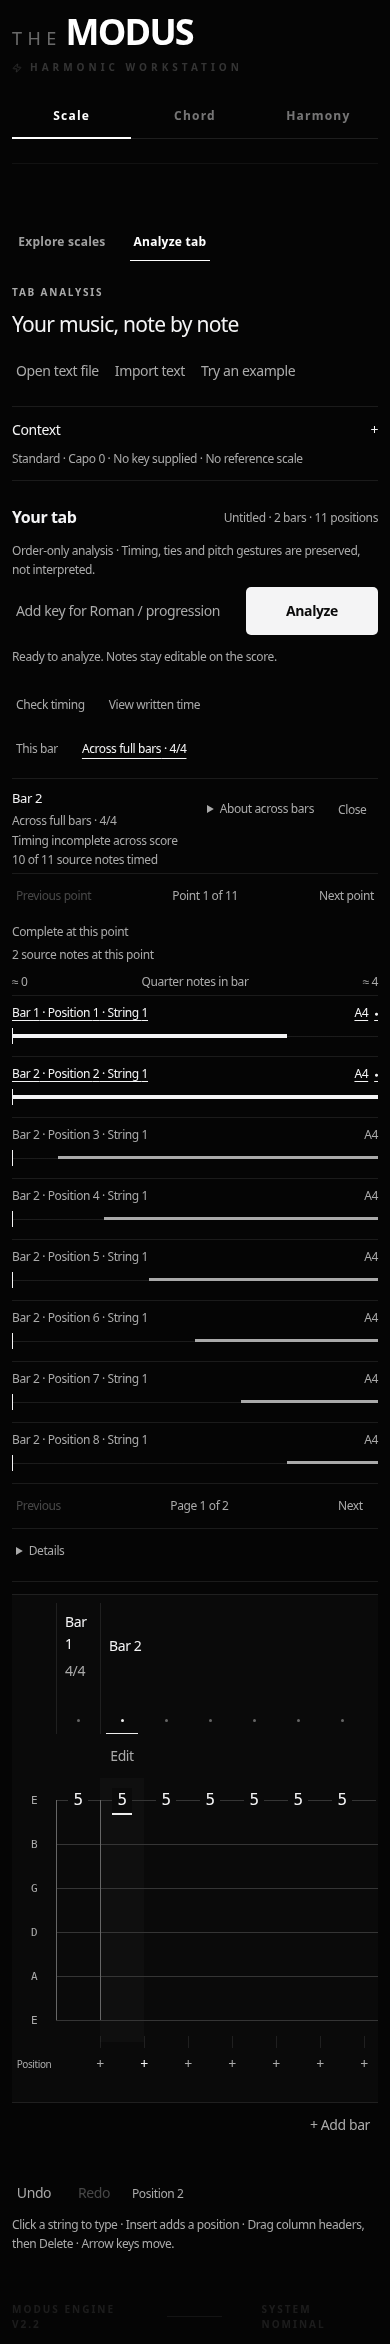 THE MODUS
HARMONIC WORKSTATION
Scale Chord Harmony
Explore scales Analyze tab
TAB ANALYSIS
Your music, note by note
Open text file Import text Try an example
Context +
Standard · Capo 0 · No key supplied · No reference scale
Your tab Untitled · 2 bars · 11 positions
Order-only analysis · Timing, ties and pitch gestures are preserved,
not interpreted.
Add key for Roman / progression Analyze
Ready to analyze. Notes stay editable on the score.
Check timing View written time
This bar Across full bars · 4/4
Bar 2
▶ About across bars Close
Across full bars · 4/4
Timing incomplete across score
10 of 11 source notes timed
Previous point Point 1 of 11 Next point
Complete at this point
2 source notes at this point
≈ 0 Quarter notes in bar ≈ 4
Bar 1 · Position 1 · String 1 A4 •
Bar 2 · Position 2 · String 1 A4 •
Bar 2 · Position 3 · String 1 A4
Bar 2 · Position 4 · String 1 A4
Bar 2 · Position 5 · String 1 A4
Bar 2 · Position 6 · String 1 A4
Bar 2 · Position 7 · String 1 A4
Bar 2 · Position 8 · String 1 A4
Previous Page 1 of 2 Next
▶ Details
Bar
1
4/4
Bar 2
Edit
E 5 5 5 5 5 5 5
B
G
D
A
E
Position + + + + + + +
+ Add bar
Undo Redo Position 2
Click a string to type · Insert adds a position · Drag column headers,
then Delete · Arrow keys move.
MODUS ENGINE
V2.2
SYSTEM
NOMINAL